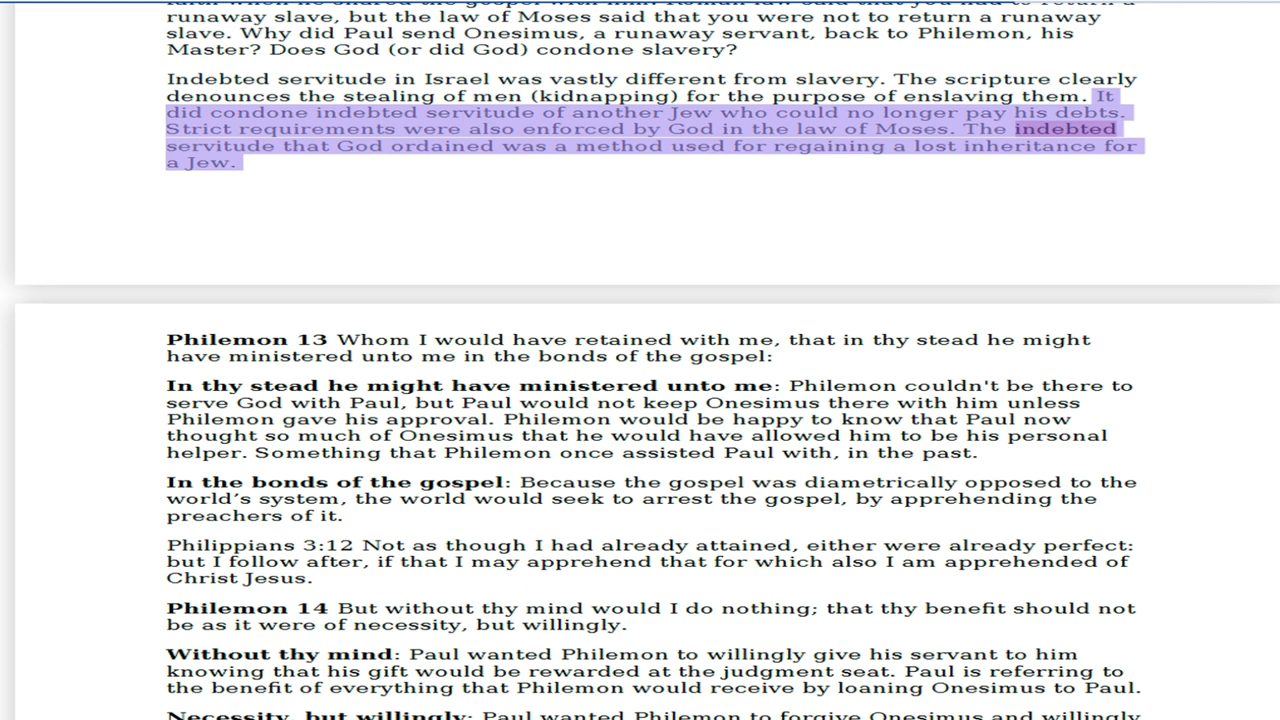 runaway slave, but the law of Moses said that you were not to return a runaway
slave. Why did Paul send Onesimus, a runaway servant, back to Philemon, his
Master? Does God (or did God) condone slavery?
Indebted servitude in Israel was vastly different from slavery. The scripture clearly
denounces the stealing of men (kidnapping) for the purpose of enslaving them. It
did condone indebted servitude of another Jew who could no longer pay his debts.
Strict requirements were also enforced by God in the law of Moses. The indebted
servitude that God ordained was a method used for regaining a lost inheritance for
a Jew.
Philemon 13 Whom I would have retained with me, that in thy stead he might
have ministered unto me in the bonds of the gospel:
In thy stead he might have ministered unto me: Philemon couldn't be there to
serve God with Paul, but Paul would not keep Onesimus there with him unless
Philemon gave his approval. Philemon would be happy to know that Paul now
thought so much of Onesimus that he would have allowed him to be his personal
helper. Something that Philemon once assisted Paul with, in the past.
In the bonds of the gospel: Because the gospel was diametrically opposed to the
world’s system, the world would seek to arrest the gospel, by apprehending the
preachers of it.
Philippians 3:12 Not as though I had already attained, either were already perfect:
but I follow after, if that I may apprehend that for which also I am apprehended of
Christ Jesus.
Philemon 14 But without thy mind would I do nothing; that thy benefit should not
be as it were of necessity, but willingly.
Without thy mind: Paul wanted Philemon to willingly give his servant to him
knowing that his gift would be rewarded at the judgment seat. Paul is referring to
the benefit of everything that Philemon would receive by loaning Onesimus to Paul.
Necessity, but willingly: Paul wanted Philemon to forgive Onesimus and willingly